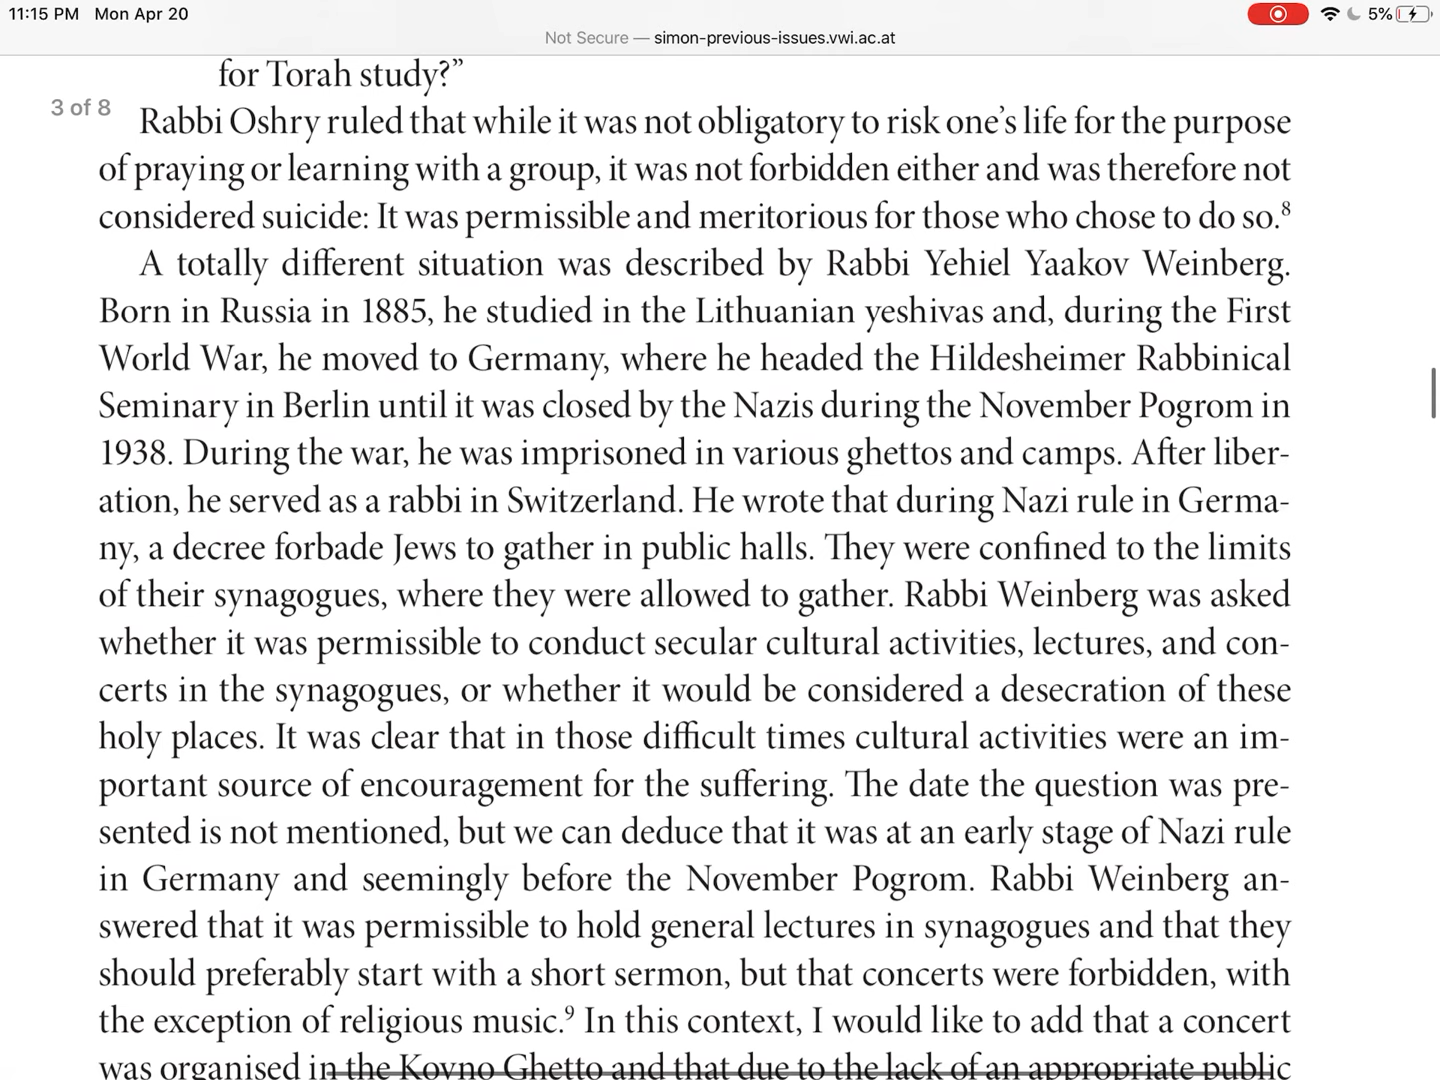 11:15 PM Mon Apr 20
5%
Not Secure — simon-previous-issues.vwi.ac.at
for Torah study?”
3 of 8
Rabbi Oshry ruled that while it was not obligatory to risk one’s life for the purpose
of praying or learning with a group, it was not forbidden either and was therefore not
considered suicide: It was permissible and meritorious for those who chose to do so.⁸
A totally different situation was described by Rabbi Yehiel Yaakov Weinberg.
Born in Russia in 1885, he studied in the Lithuanian yeshivas and, during the First
World War, he moved to Germany, where he headed the Hildesheimer Rabbinical
Seminary in Berlin until it was closed by the Nazis during the November Pogrom in
1938. During the war, he was imprisoned in various ghettos and camps. After liber-
ation, he served as a rabbi in Switzerland. He wrote that during Nazi rule in Germa-
ny, a decree forbade Jews to gather in public halls. They were confined to the limits
of their synagogues, where they were allowed to gather. Rabbi Weinberg was asked
whether it was permissible to conduct secular cultural activities, lectures, and con-
certs in the synagogues, or whether it would be considered a desecration of these
holy places. It was clear that in those difficult times cultural activities were an im-
portant source of encouragement for the suffering. The date the question was pre-
sented is not mentioned, but we can deduce that it was at an early stage of Nazi rule
in Germany and seemingly before the November Pogrom. Rabbi Weinberg an-
swered that it was permissible to hold general lectures in synagogues and that they
should preferably start with a short sermon, but that concerts were forbidden, with
the exception of religious music.⁹ In this context, I would like to add that a concert
was organised in the Kovno Ghetto and that due to the lack of an appropriate public